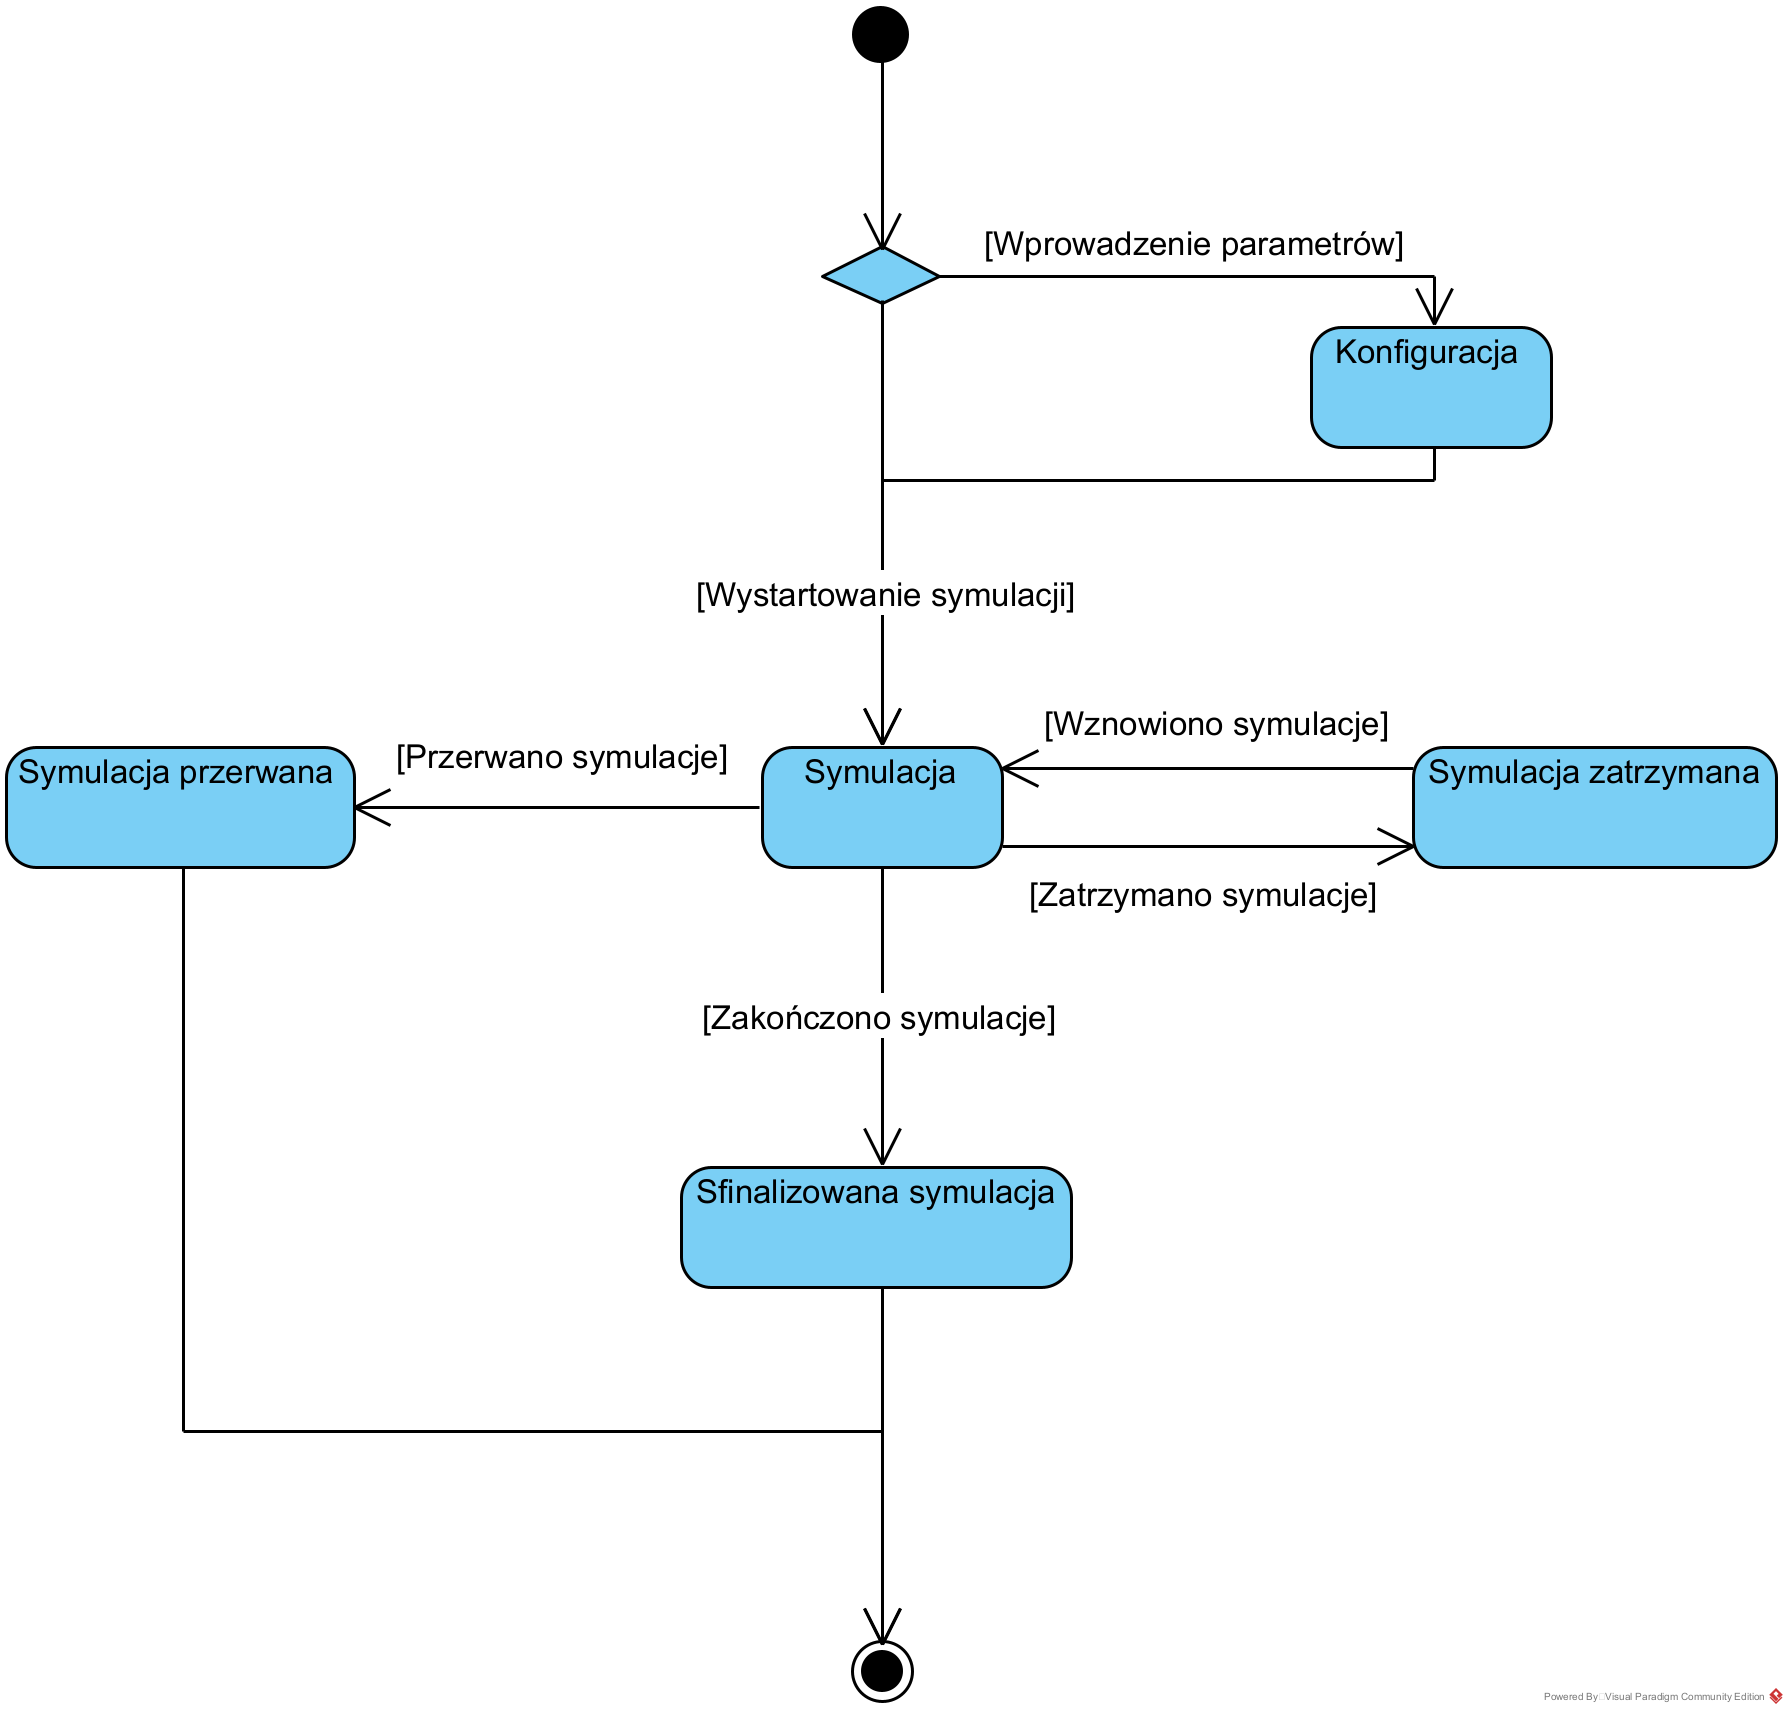 [Wprowadzenie parametrów]
Konfiguracja
[Wystartowanie symulacji]
[Wznowiono symulacje]
[Przerwano symulacje]
Symulacja przerwana
Symulacja
Symulacja zatrzymana
[Zatrzymano symulacje]
[Zakończono symulacje]
Sfinalizowana symulacja
Powered By Visual Paradigm Community Edition